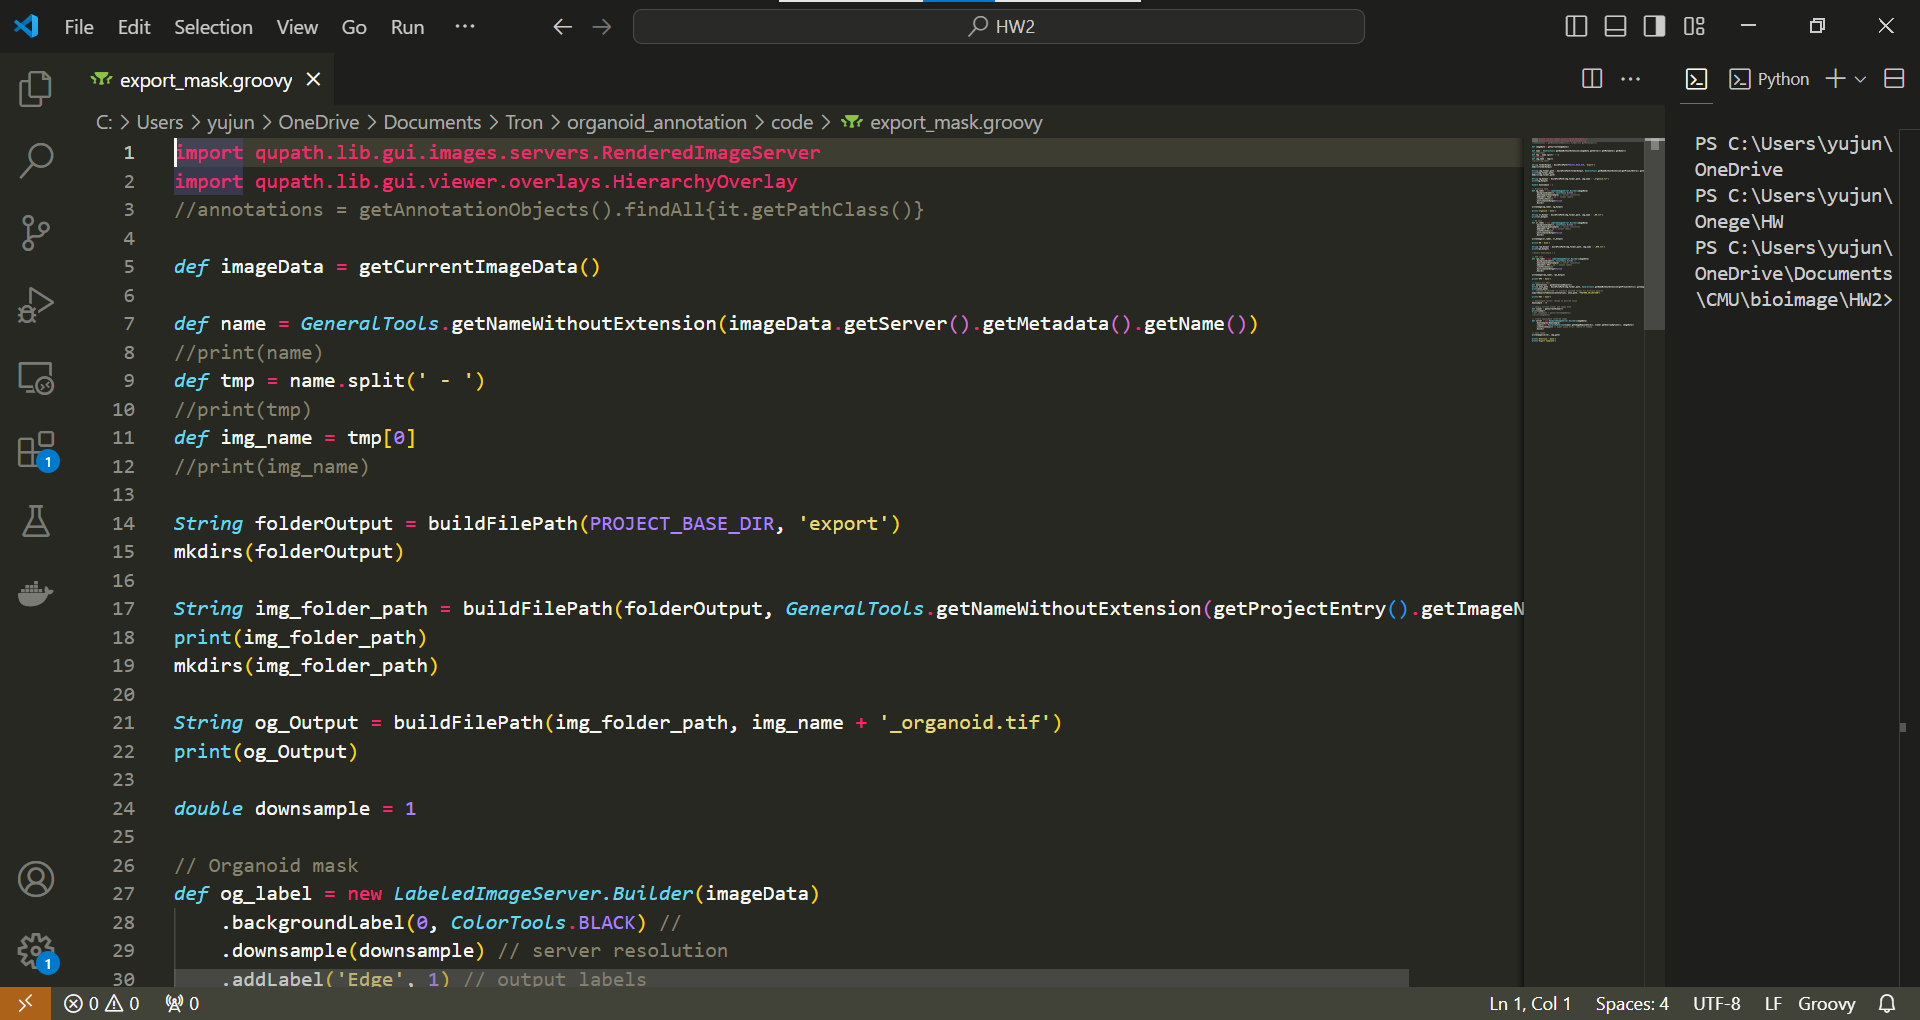 File Edit Selection View Go Run ··· HW2
export_mask.groovy
Python
C: > Users > yujun > OneDrive > Documents > Tron > organoid_annotation > code > export_mask.groovy
1 import qupath.lib.gui.images.servers.RenderedImageServer
2 import qupath.lib.gui.viewer.overlays.HierarchyOverlay
3 //annotations = getAnnotationObjects().findAll{it.getPathClass()}
4
5 def imageData = getCurrentImageData()
6
7 def name = GeneralTools.getNameWithoutExtension(imageData.getServer().getMetadata().getName())
8 //print(name)
9 def tmp = name.split(' - ')
10 //print(tmp)
11 def img_name = tmp[0]
12 //print(img_name)
13
14 String folderOutput = buildFilePath(PROJECT_BASE_DIR, 'export')
15 mkdirs(folderOutput)
16
17 String img_folder_path = buildFilePath(folderOutput, GeneralTools.getNameWithoutExtension(getProjectEntry().getImageN
18 print(img_folder_path)
19 mkdirs(img_folder_path)
20
21 String og_Output = buildFilePath(img_folder_path, img_name + '_organoid.tif')
22 print(og_Output)
23
24 double downsample = 1
25
26 // Organoid mask
27 def og_label = new LabeledImageServer.Builder(imageData)
28 .backgroundLabel(0, ColorTools.BLACK) //
29 .downsample(downsample) // server resolution
30 .addLabel('Edge', 1) // output labels
PS C:\Users\yujun\
OneDrive
PS C:\Users\yujun\
Onege\HW
PS C:\Users\yujun\
OneDrive\Documents
\CMU\bioimage\HW2>
1
1
0 0 0
Ln 1, Col 1 Spaces: 4 UTF-8 LF Groovy